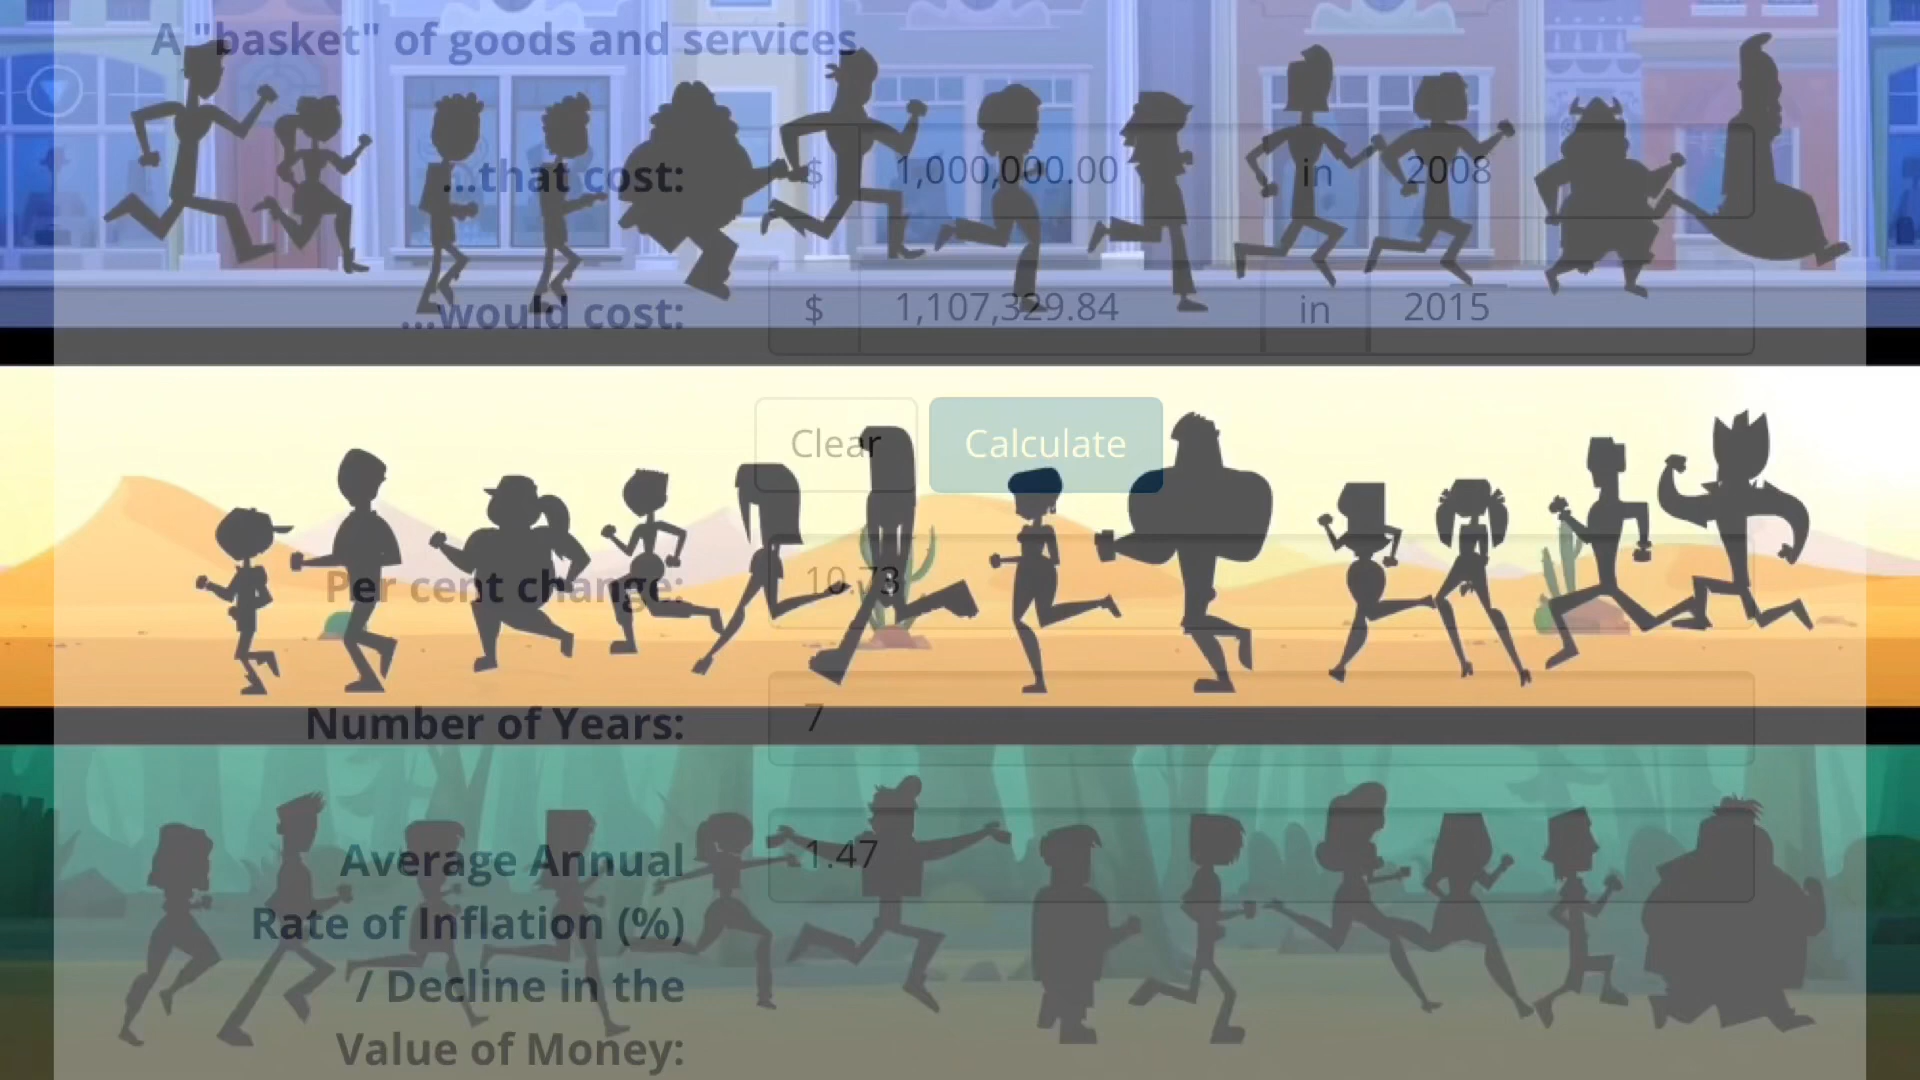 A "basket" of goods and services
...that cost: $ 1,000,000.00 in 2008
...would cost: $ 1,107,329.84 in 2015
Clear Calculate
Per cent change: 10.73
Number of Years: 7
Average Annual 1.47
Rate of Inflation (%)
/ Decline in the
Value of Money: